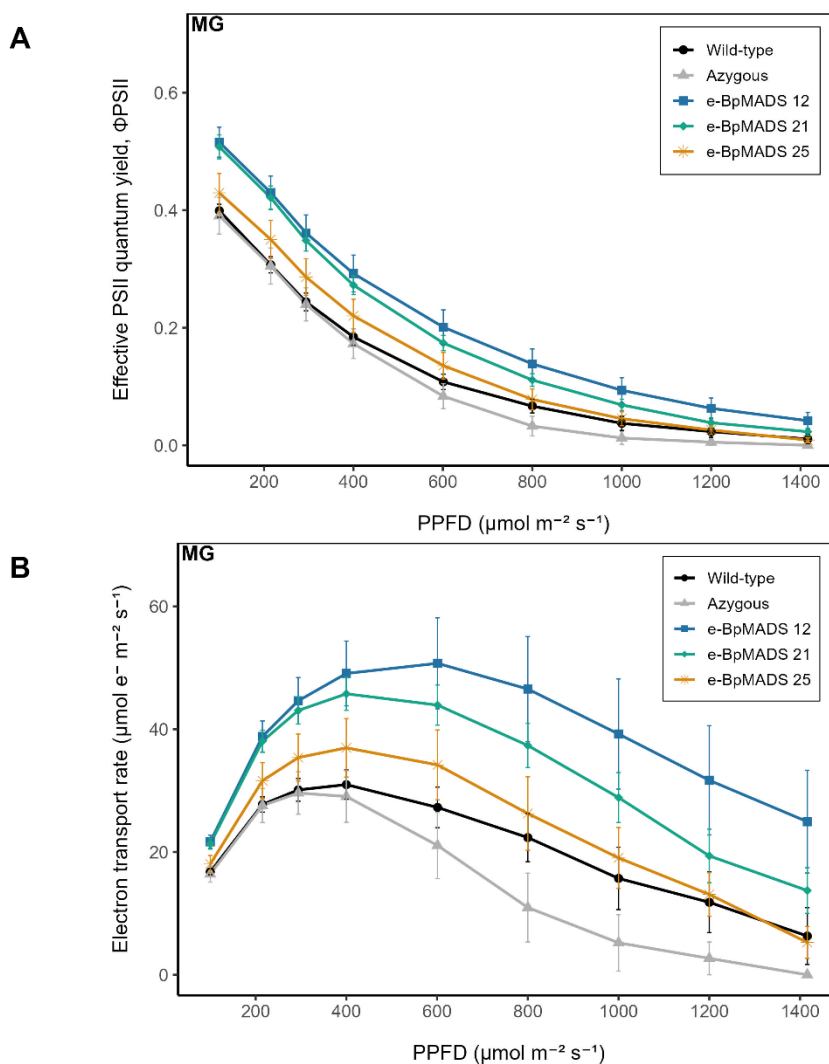 A
MG
Effective PSII quantum yield, ΦPSII
0.6
0.4
0.2
0.0
Wild-type
Azygous
e-BpMADS 12
e-BpMADS 21
e-BpMADS 25
200 400 600 800 1000 1200 1400
PPFD (µmol m⁻² s⁻¹)
B
MG
Electron transport rate (µmol e⁻ m⁻² s⁻¹)
60
40
20
0
Wild-type
Azygous
e-BpMADS 12
e-BpMADS 21
e-BpMADS 25
200 400 600 800 1000 1200 1400
PPFD (µmol m⁻² s⁻¹)